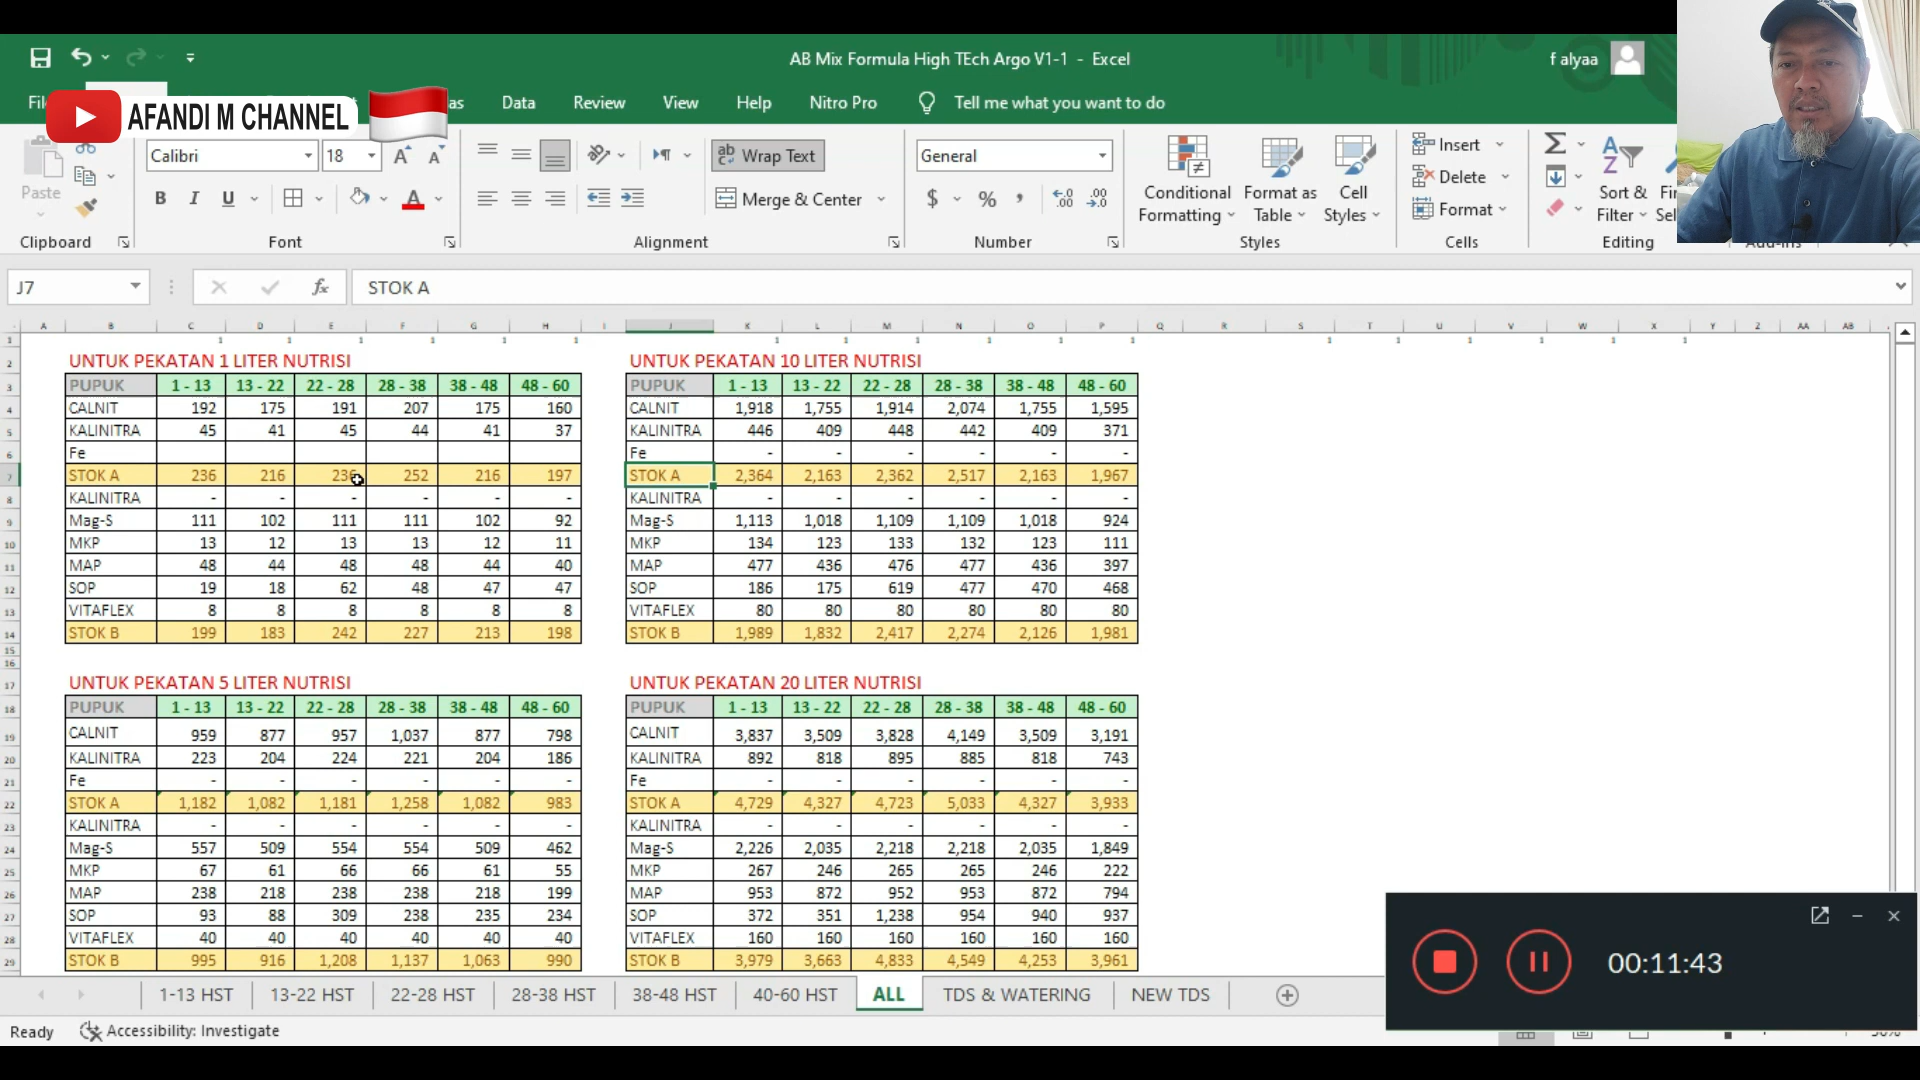 AB Mix Formula High TEch Argo V1-1 - Excel
f alyaa
AFANDI M CHANNEL
Data Review View Help Nitro Pro Tell me what you want to do
Paste
Calibri 18
Wrap Text
Merge & Center
General
Conditional Formatting
Format as Table
Cell Styles
Insert
Delete
Format
Sort & Filter
Clipboard Font Alignment Number Styles Cells Editing
J7 fx STOK A
A B C D E F G H I J K L M N O P Q R S T U V W X Y Z AA AB
UNTUK PEKATAN 1 LITER NUTRISI
PUPUK 1 - 13 13 - 22 22 - 28 28 - 38 38 - 48 48 - 60
CALNIT 192 175 191 207 175 160
KALINITRA 45 41 45 44 41 37
Fe
STOK A 236 216 236 252 216 197
KALINITRA - - - - - -
Mag-S 111 102 111 111 102 92
MKP 13 12 13 13 12 11
MAP 48 44 48 48 44 40
SOP 19 18 62 48 47 47
VITAFLEX 8 8 8 8 8 8
STOK B 199 183 242 227 213 198
UNTUK PEKATAN 10 LITER NUTRISI
PUPUK 1 - 13 13 - 22 22 - 28 28 - 38 38 - 48 48 - 60
CALNIT 1,918 1,755 1,914 2,074 1,755 1,595
KALINITRA 446 409 448 442 409 371
Fe - - - - - -
STOK A 2,364 2,163 2,362 2,517 2,163 1,967
KALINITRA - - - - - -
Mag-S 1,113 1,018 1,109 1,109 1,018 924
MKP 134 123 133 132 123 111
MAP 477 436 476 477 436 397
SOP 186 175 619 477 470 468
VITAFLEX 80 80 80 80 80 80
STOK B 1,989 1,832 2,417 2,274 2,126 1,981
UNTUK PEKATAN 5 LITER NUTRISI
PUPUK 1 - 13 13 - 22 22 - 28 28 - 38 38 - 48 48 - 60
CALNIT 959 877 957 1,037 877 798
KALINITRA 223 204 224 221 204 186
Fe - - - - - -
STOK A 1,182 1,082 1,181 1,258 1,082 983
KALINITRA - - - - - -
Mag-S 557 509 554 554 509 462
MKP 67 61 66 66 61 55
MAP 238 218 238 238 218 199
SOP 93 88 309 238 235 234
VITAFLEX 40 40 40 40 40 40
STOK B 995 916 1,208 1,137 1,063 990
UNTUK PEKATAN 20 LITER NUTRISI
PUPUK 1 - 13 13 - 22 22 - 28 28 - 38 38 - 48 48 - 60
CALNIT 3,837 3,509 3,828 4,149 3,509 3,191
KALINITRA 892 818 895 885 818 743
Fe - - - - - -
STOK A 4,729 4,327 4,723 5,033 4,327 3,933
KALINITRA - - - - - -
Mag-S 2,226 2,035 2,218 2,218 2,035 1,849
MKP 267 246 265 265 246 222
MAP 953 872 952 953 872 794
SOP 372 351 1,238 954 940 937
VITAFLEX 160 160 160 160 160 160
STOK B 3,979 3,663 4,833 4,549 4,253 3,961
00:11:43
1-13 HST 13-22 HST 22-28 HST 28-38 HST 38-48 HST 40-60 HST ALL TDS & WATERING NEW TDS
Ready Accessibility: Investigate